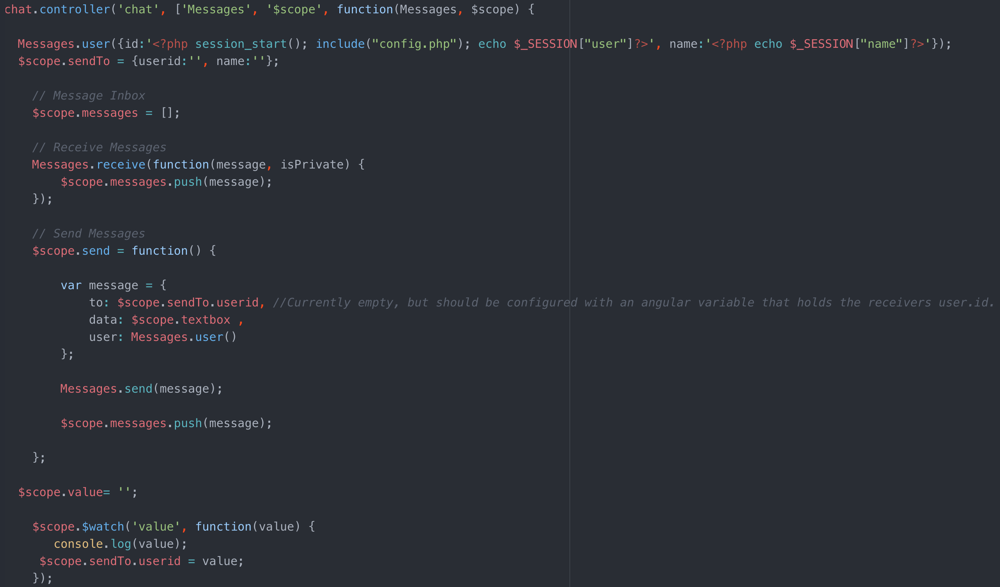 chat.controller('chat', ['Messages', '$scope', function(Messages, $scope) {
Messages.user({id:'<?php session_start(); include("config.php"); echo $_SESSION["user"]?>', name:'<?php echo $_SESSION["name"]?>'});
$scope.sendTo = {userid:'', name:''};
// Message Inbox
$scope.messages = [];
// Receive Messages
Messages.receive(function(message, isPrivate) {
$scope.messages.push(message);
});
// Send Messages
$scope.send = function() {
var message = {
to: $scope.sendTo.userid, //Currently empty, but should be configured with an angular variable that holds the receivers user.id.
data: $scope.textbox ,
user: Messages.user()
};
Messages.send(message);
$scope.messages.push(message);
};
$scope.value= '';
$scope.$watch('value', function(value) {
console.log(value);
$scope.sendTo.userid = value;
});